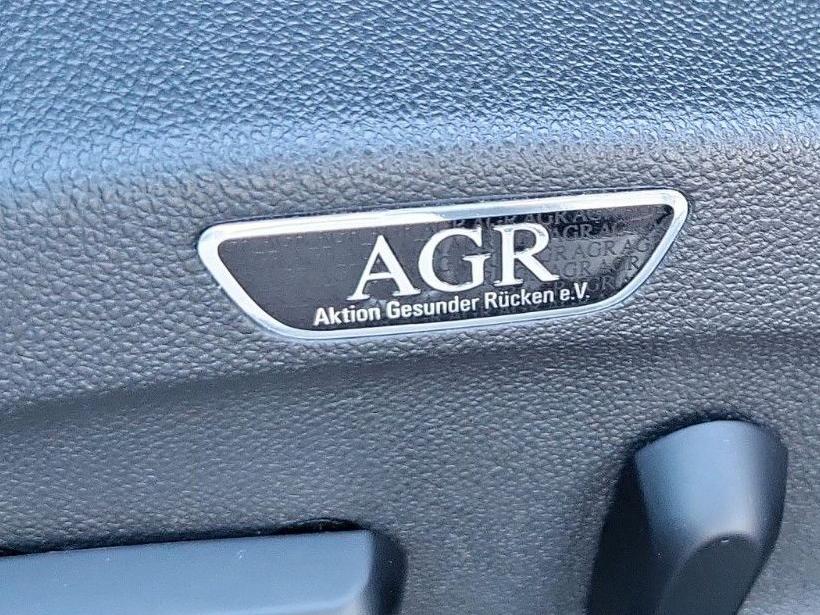 AGR
Aktion Gesunder Rücken e.V.